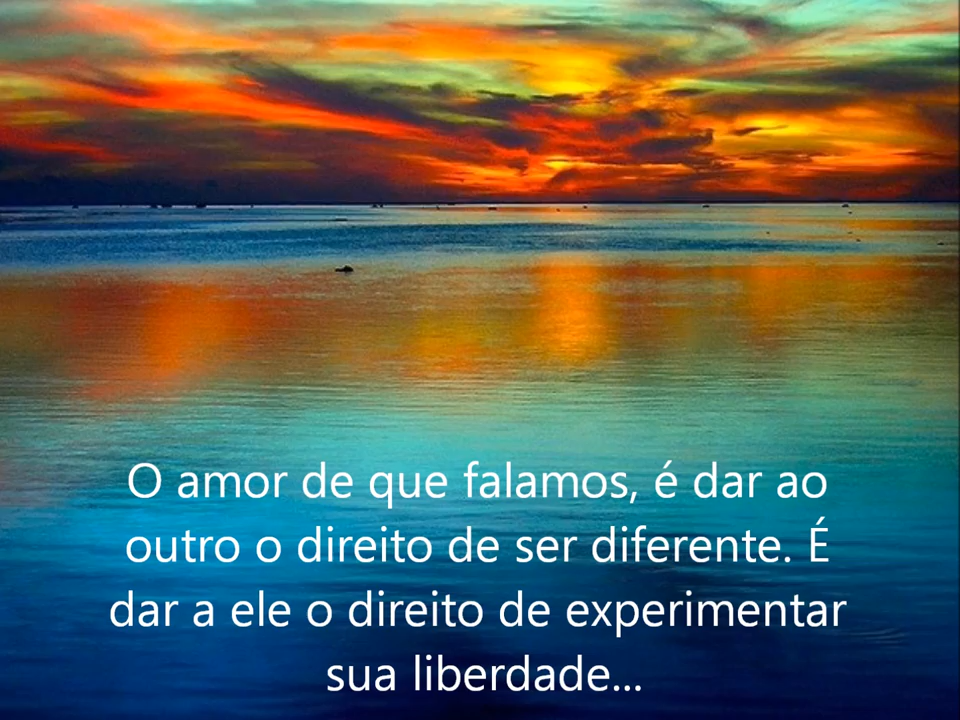 O amor de que falamos, é dar ao
outro o direito de ser diferente. É
dar a ele o direito de experimentar
sua liberdade...